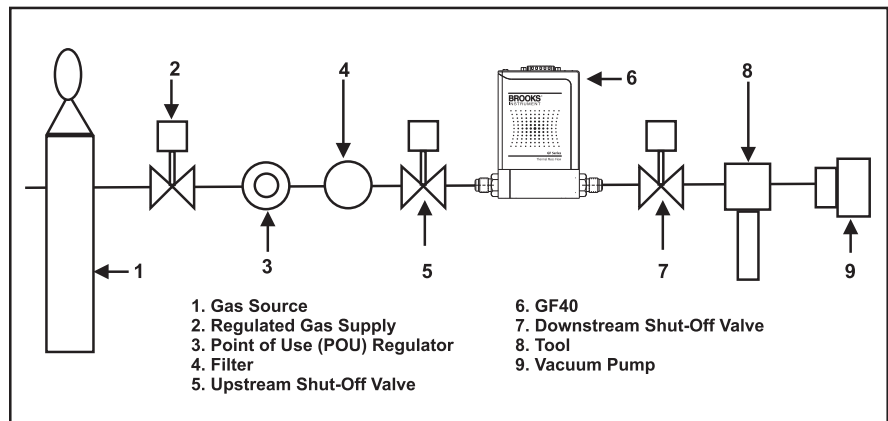 2
4
6
8
BROOKS
INSTRUMENT
1
3
5
7
9
1. Gas Source
2. Regulated Gas Supply
3. Point of Use (POU) Regulator
4. Filter
5. Upstream Shut-Off Valve
6. GF40
7. Downstream Shut-Off Valve
8. Tool
9. Vacuum Pump